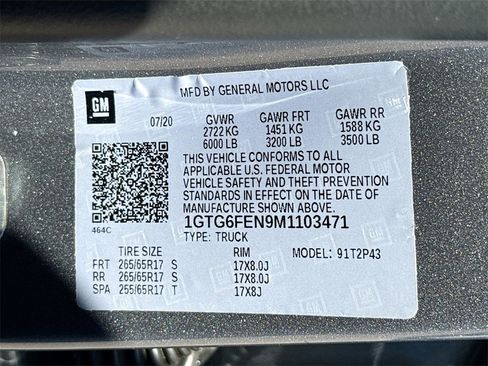 MFD BY GENERAL MOTORS LLC
GM
07/20 GVWR GAWR FRT GAWR RR
2722 KG 1451 KG 1588 KG
6000 LB 3200 LB 3500 LB
THIS VEHICLE CONFORMS TO ALL
APPLICABLE U.S. FEDERAL MOTOR
VEHICLE SAFETY AND THEFT PREVENTION
STANDARDS IN EFFECT ON THE DATE OF
MANUFACTURE SHOWN ABOVE.
464C
1GTG6FEN9M1103471
TYPE: TRUCK
TIRE SIZE RIM MODEL: 91T2P43
FRT 265/65R17 S 17X8.0J
RR 265/65R17 S 17X8.0J
SPA 255/65R17 T 17X8J